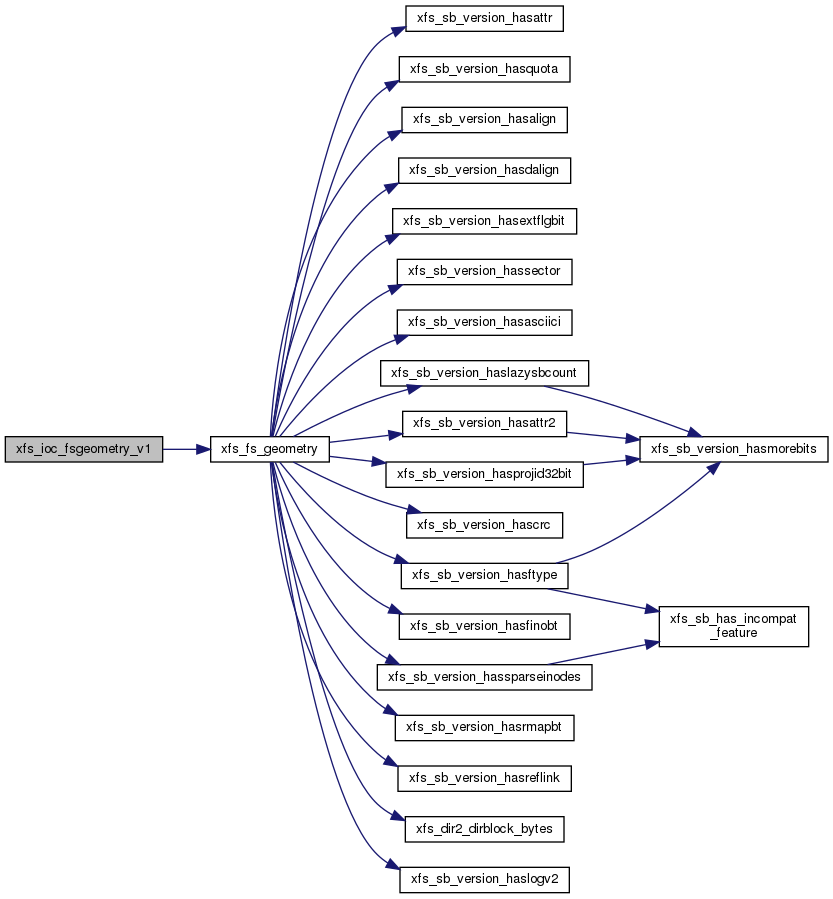 xfs_ioc_fsgeometry_v1
xfs_fs_geometry
xfs_sb_version_hasattr
xfs_sb_version_hasquota
xfs_sb_version_hasalign
xfs_sb_version_hasdalign
xfs_sb_version_hasextflgbit
xfs_sb_version_hassector
xfs_sb_version_hasasciici
xfs_sb_version_haslazysbcount
xfs_sb_version_hasattr2
xfs_sb_version_hasprojid32bit
xfs_sb_version_hascrc
xfs_sb_version_hasftype
xfs_sb_version_hasfinobt
xfs_sb_version_hassparseinodes
xfs_sb_version_hasrmapbt
xfs_sb_version_hasreflink
xfs_dir2_dirblock_bytes
xfs_sb_version_haslogv2
xfs_sb_version_hasmorebits
xfs_sb_has_incompat
_feature